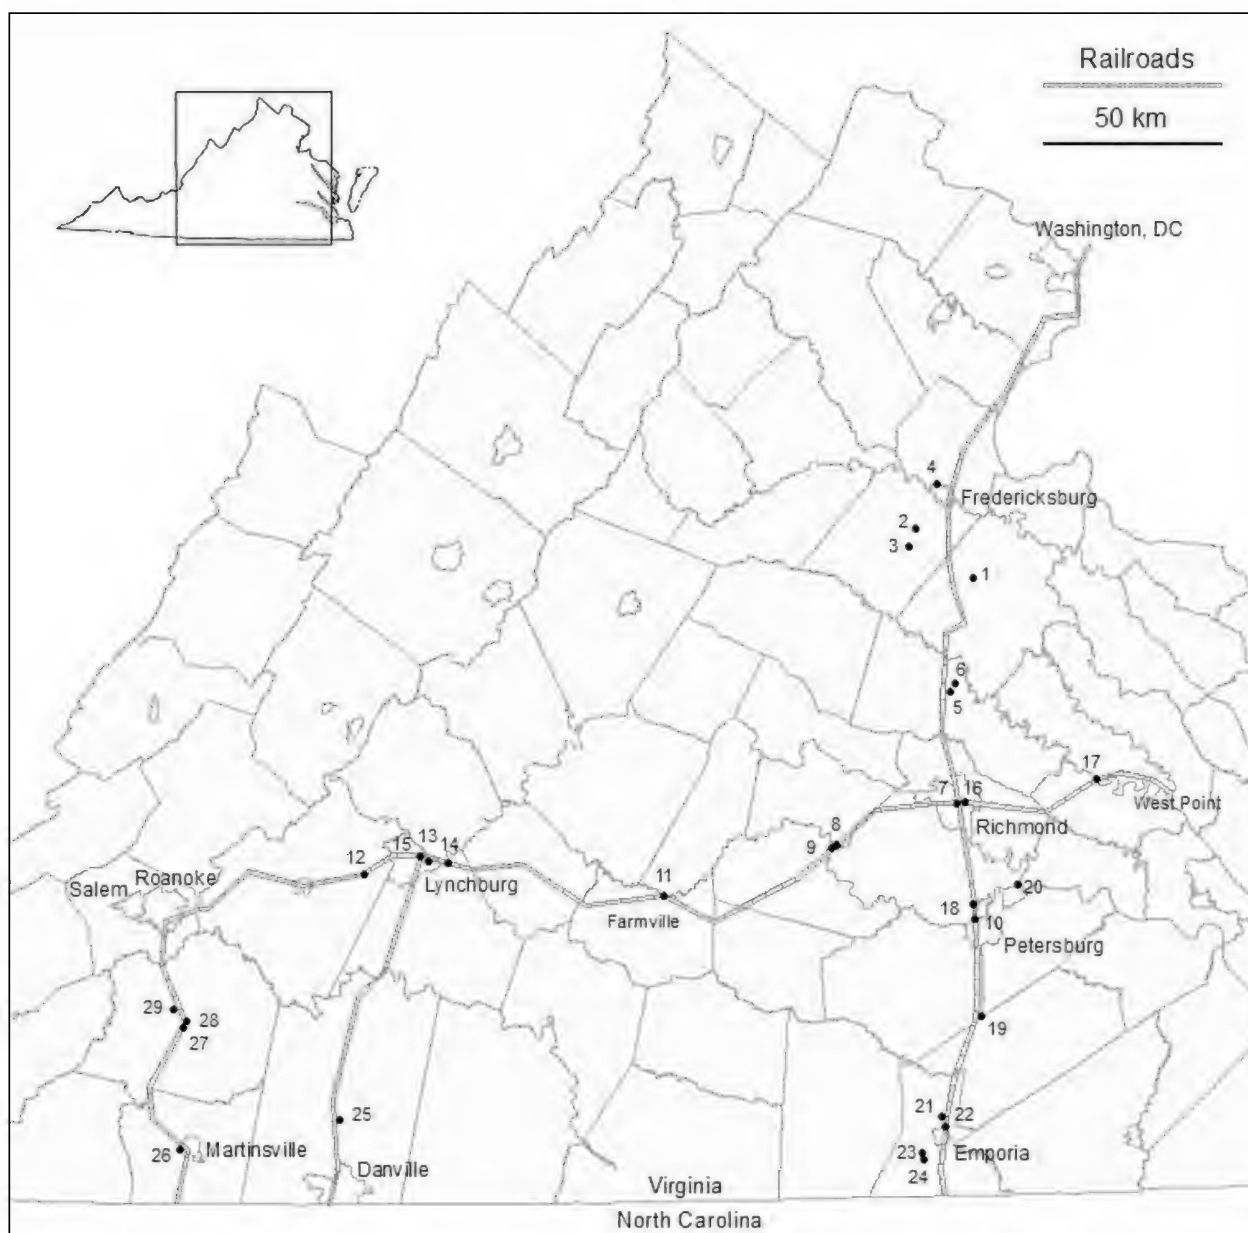 Railroads
50 km
Washington, DC
4
Fredericksburg
2
3
1
6
5
17
7 16
West Point
Richmond
8
9
13
15 14
12
Lynchburg
Salem Roanoke
11
Farmville
20
18
10
Petersburg
29 28
27
19
21
22
25
Martinsville
26
Emporia
23
24
Danville
Virginia
North Carolina